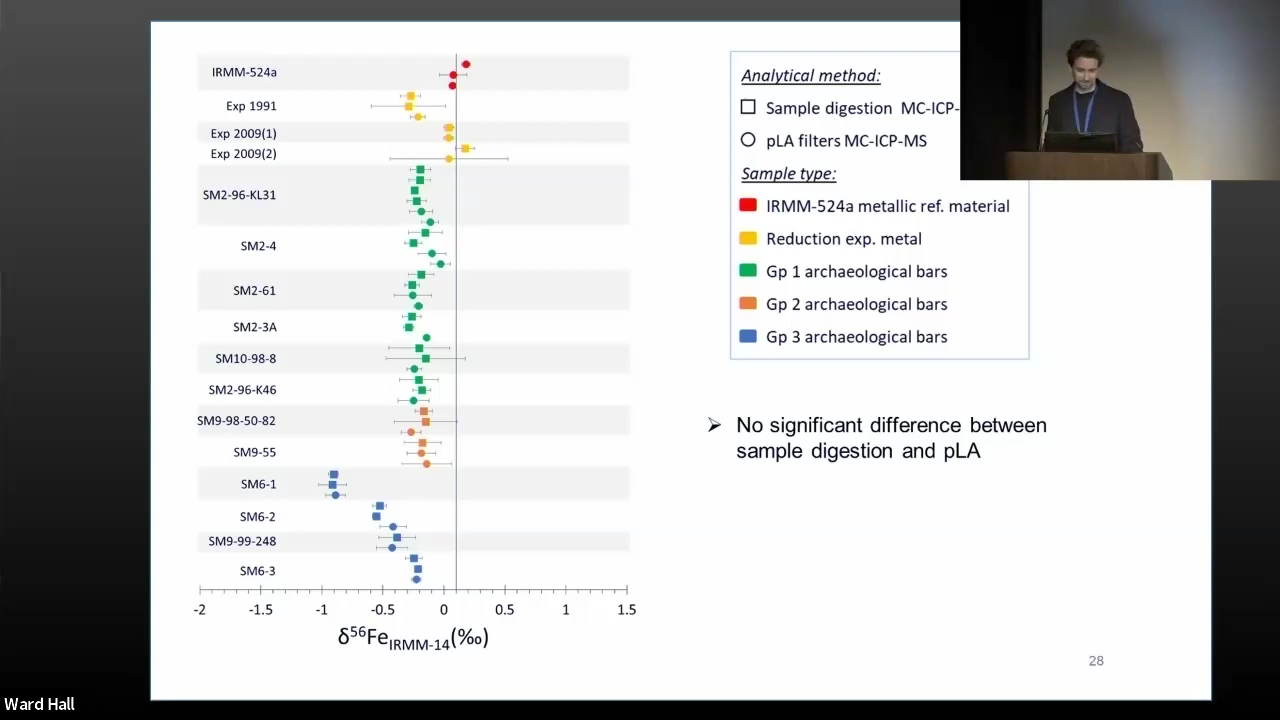 IRMM-524a
Exp 1991
Exp 2009(1)
Exp 2009(2)
SM2-96-KL31
SM2-4
SM2-61
SM2-3A
SM10-98-8
SM2-96-K46
SM9-98-50-82
SM9-55
SM6-1
SM6-2
SM9-99-248
SM6-3
-2 -1.5 -1 -0.5 0 0.5 1 1.5
δ⁵⁶Fe IRMM-14 (‰)
Analytical method:
Sample digestion MC-ICP-
pLA filters MC-ICP-MS
Sample type:
IRMM-524a metallic ref. material
Reduction exp. metal
Gp 1 archaeological bars
Gp 2 archaeological bars
Gp 3 archaeological bars
➢ No significant difference between
sample digestion and pLA
28
Ward Hall